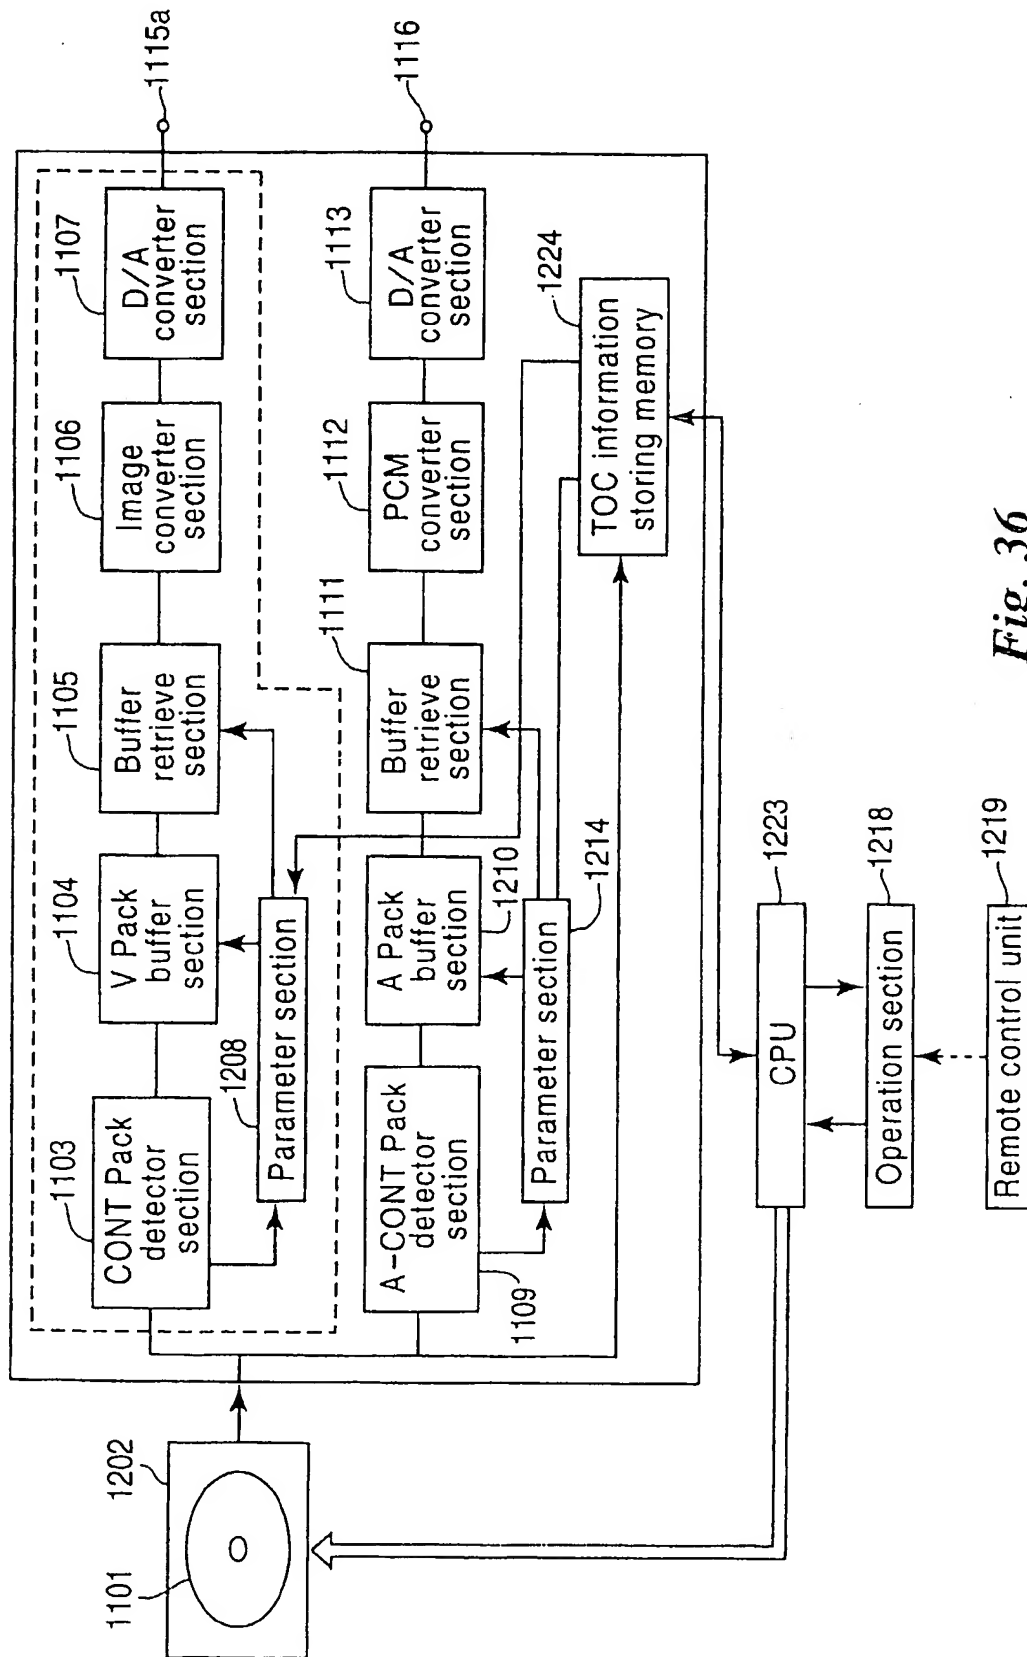 1101
1202
1103
CONT Pack
detector
section
1104
V Pack
buffer
section
1105
Buffer
retrieve
section
1106
Image
converter
section
1107
D/A
converter
section
1115a
1208
Parameter section
A-CONT Pack
detector
section
1109
A Pack
buffer
section
1210
Buffer
retrieve
section
1111
PCM
converter
section
1112
D/A
converter
section
1113
1116
Parameter section
1214
TOC information
storing memory
1224
CPU
1223
Operation section
1218
Remote control unit
1219
Fig. 36